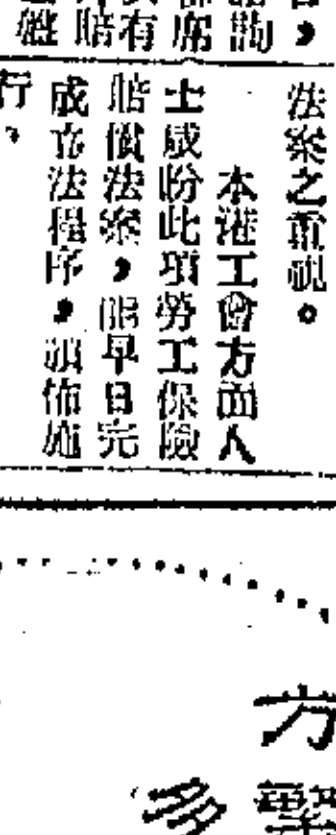 法案之重視。
本港工會方面人
士咸盼此項勞工保險
賠償法案,能早日完
成立法程序,頒佈施
行。
方
多